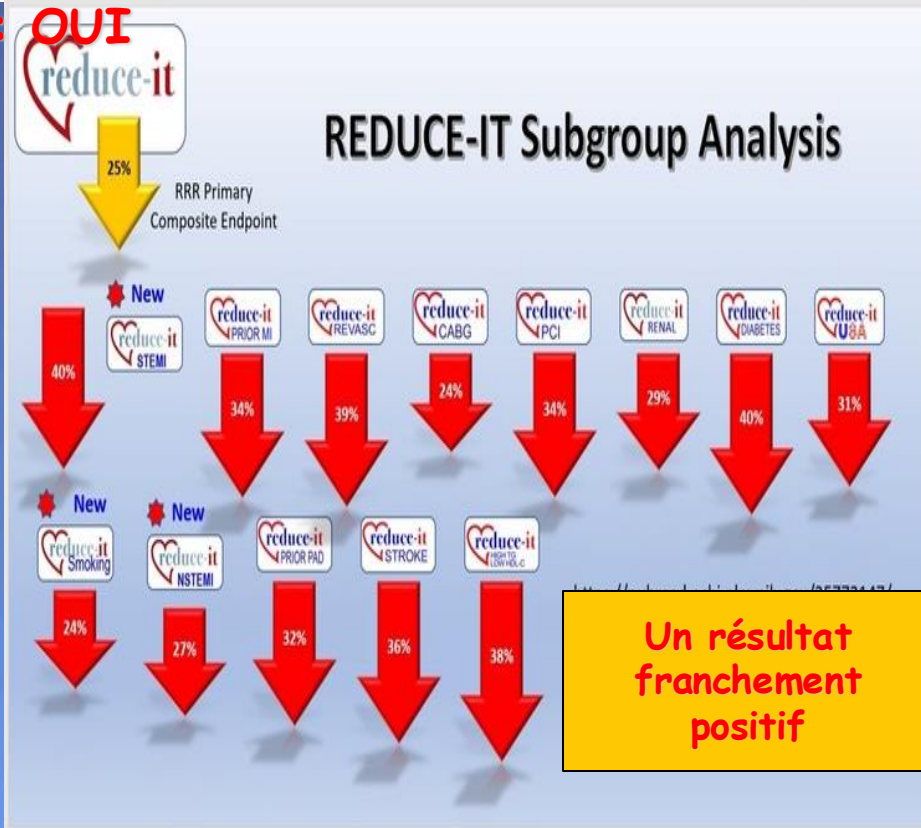 : OUI
reduce-it
REDUCE-IT Subgroup Analysis
25%
RRR Primary
Composite Endpoint
New
reduce-it
STEMI
40%
reduce-it
PRIOR MI
34%
reduce-it
REVASC
39%
reduce-it
CABG
24%
reduce-it
PCI
34%
reduce-it
RENAL
29%
reduce-it
DIABETES
40%
reduce-it
USA
31%
New
reduce-it
Smoking
24%
New
reduce-it
NSTEMI
27%
reduce-it
PRIOR PAD
32%
reduce-it
STROKE
36%
reduce-it
HIGH TG
LOW HDL-C
38%
Un résultat
franchement
positif